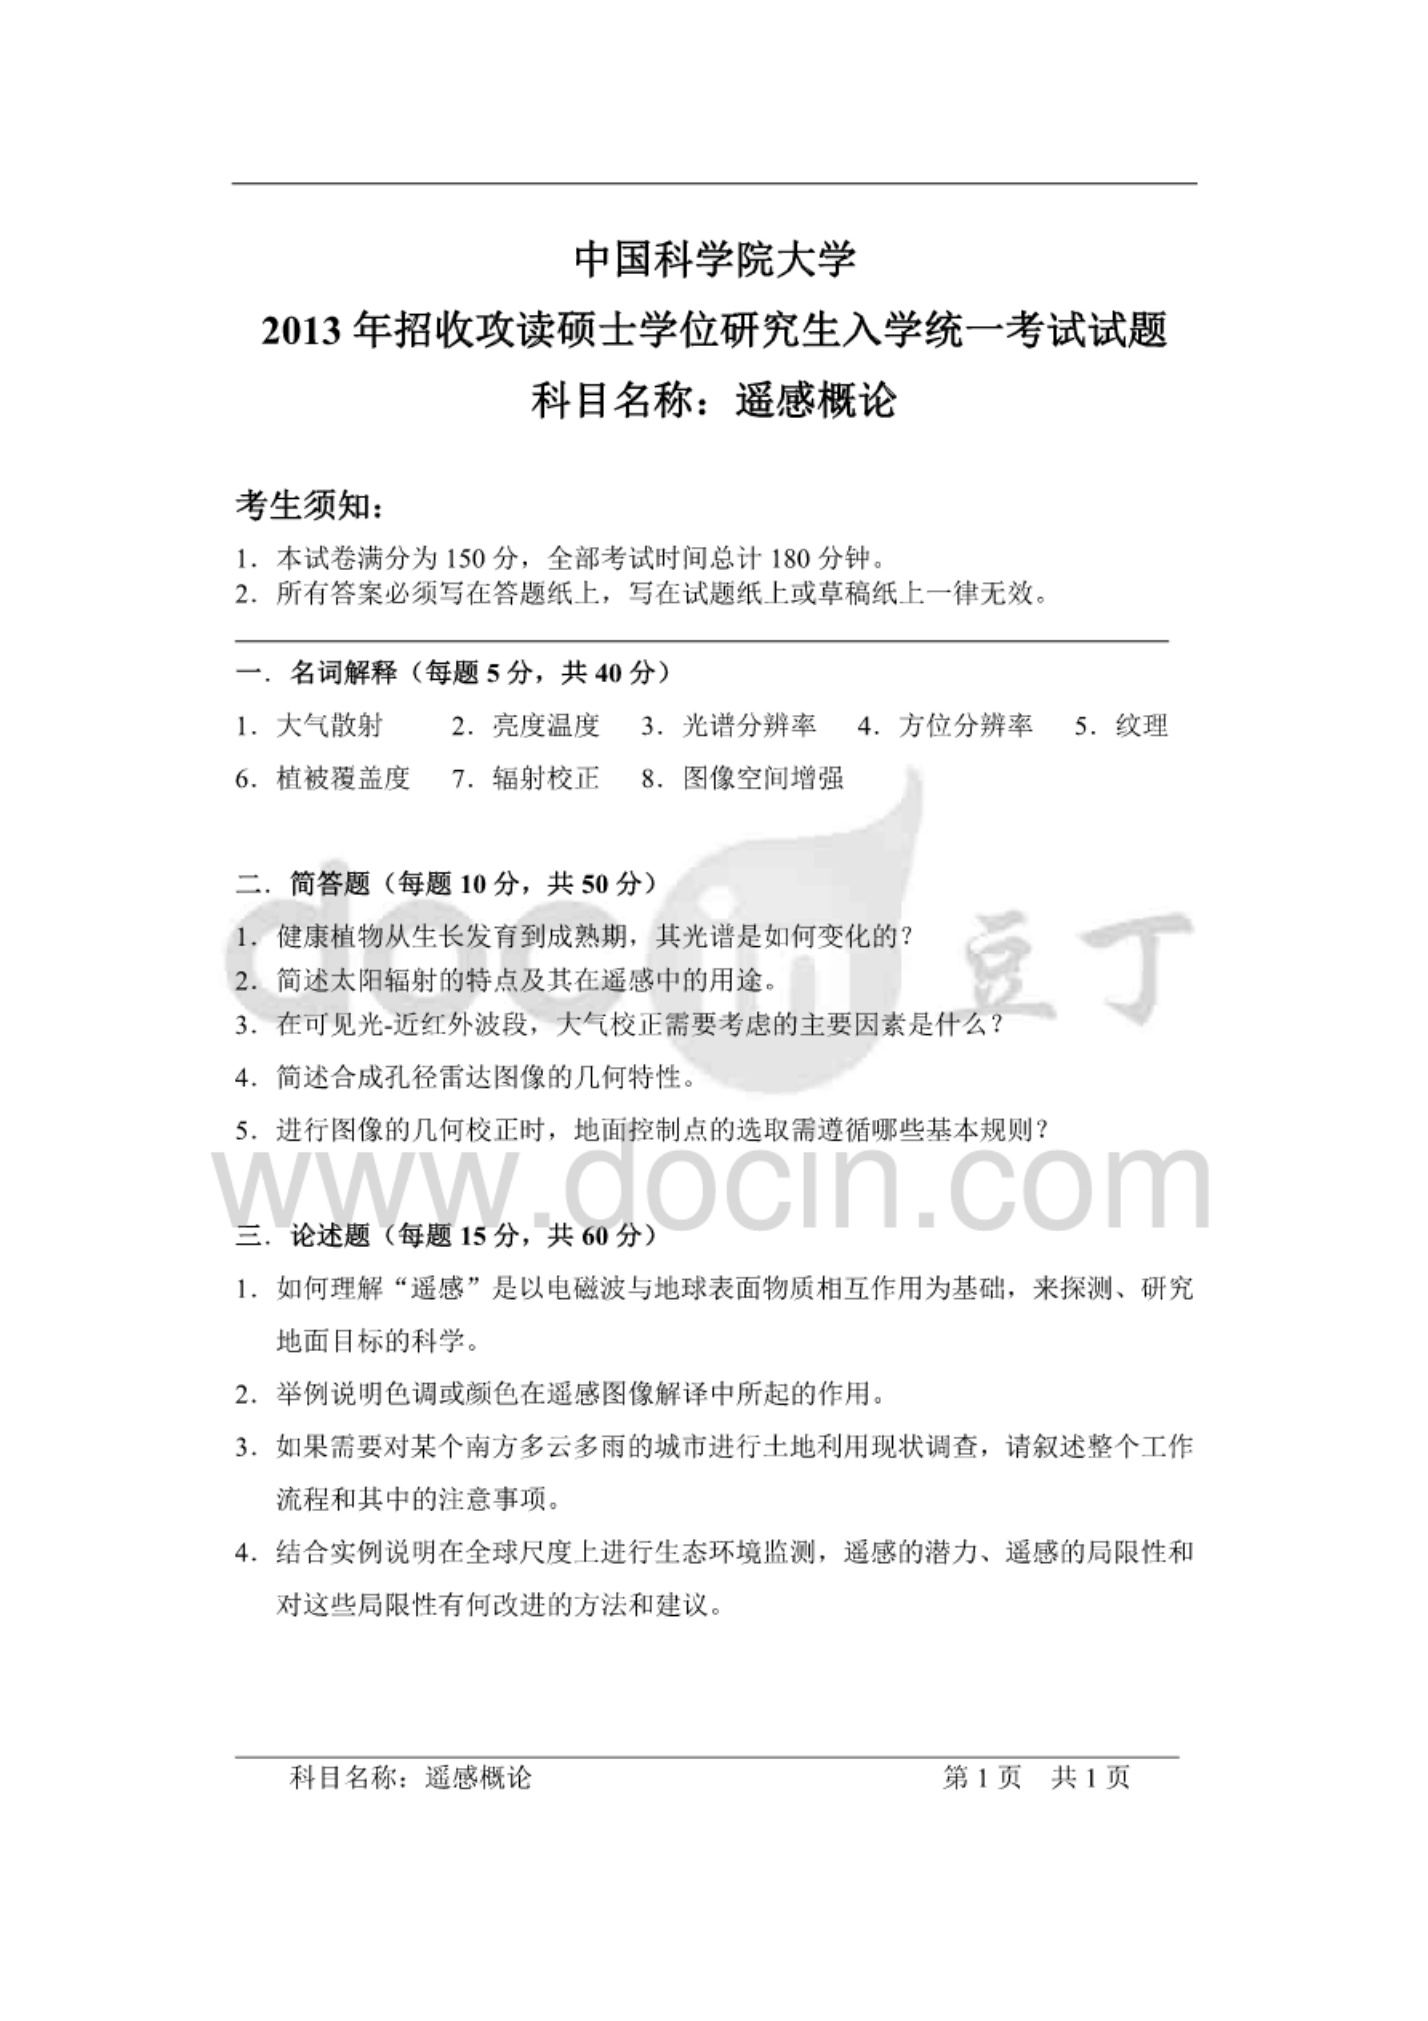 中国科学院大学
2013 年招收攻读硕士学位研究生入学统一考试试题
科目名称：遥感概论
考生须知：
1．本试卷满分为 150 分，全部考试时间总计 180 分钟。
2．所有答案必须写在答题纸上，写在试题纸上或草稿纸上一律无效。
一．名词解释（每题 5 分，共 40 分）
1．大气散射 2．亮度温度 3．光谱分辨率 4．方位分辨率 5．纹理
6．植被覆盖度 7．辐射校正 8．图像空间增强
二．简答题（每题 10 分，共 50 分）
1．健康植物从生长发育到成熟期，其光谱是如何变化的？
2．简述太阳辐射的特点及其在遥感中的用途。
docin 豆丁
3．在可见光-近红外波段，大气校正需要考虑的主要因素是什么？
4．简述合成孔径雷达图像的几何特性。
5．进行图像的几何校正时，地面控制点的选取需遵循哪些基本规则？
www.docin.com
三．论述题（每题 15 分，共 60 分）
1．如何理解“遥感”是以电磁波与地球表面物质相互作用为基础，来探测、研究
地面目标的科学。
2．举例说明色调或颜色在遥感图像解译中所起的作用。
3．如果需要对某个南方多云多雨的城市进行土地利用现状调查，请叙述整个工作
流程和其中的注意事项。
4．结合实例说明在全球尺度上进行生态环境监测，遥感的潜力、遥感的局限性和
对这些局限性有何改进的方法和建议。
科目名称：遥感概论 第 1 页 共 1 页